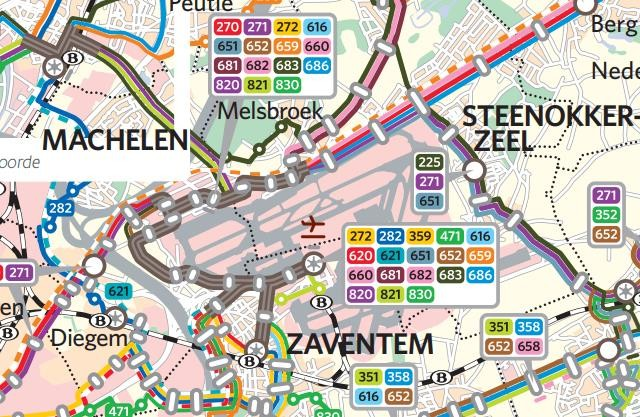 Peutie
270 271 272 616
651 652 659 660
681 682 683 686
820 821 830
Berg
Nede
Melsbroek
STEENOKKER-
ZEEL
MACHELEN
B
oorde
225
271
651
271
352
652
282
272 282 359 471 616
620 621 651 652 659
660 681 682 683 686
820 821 830
271
621
B
B
Diegem
B
ZAVENTEM
351 358
652 658
B
351 358
616 652
B
471
830